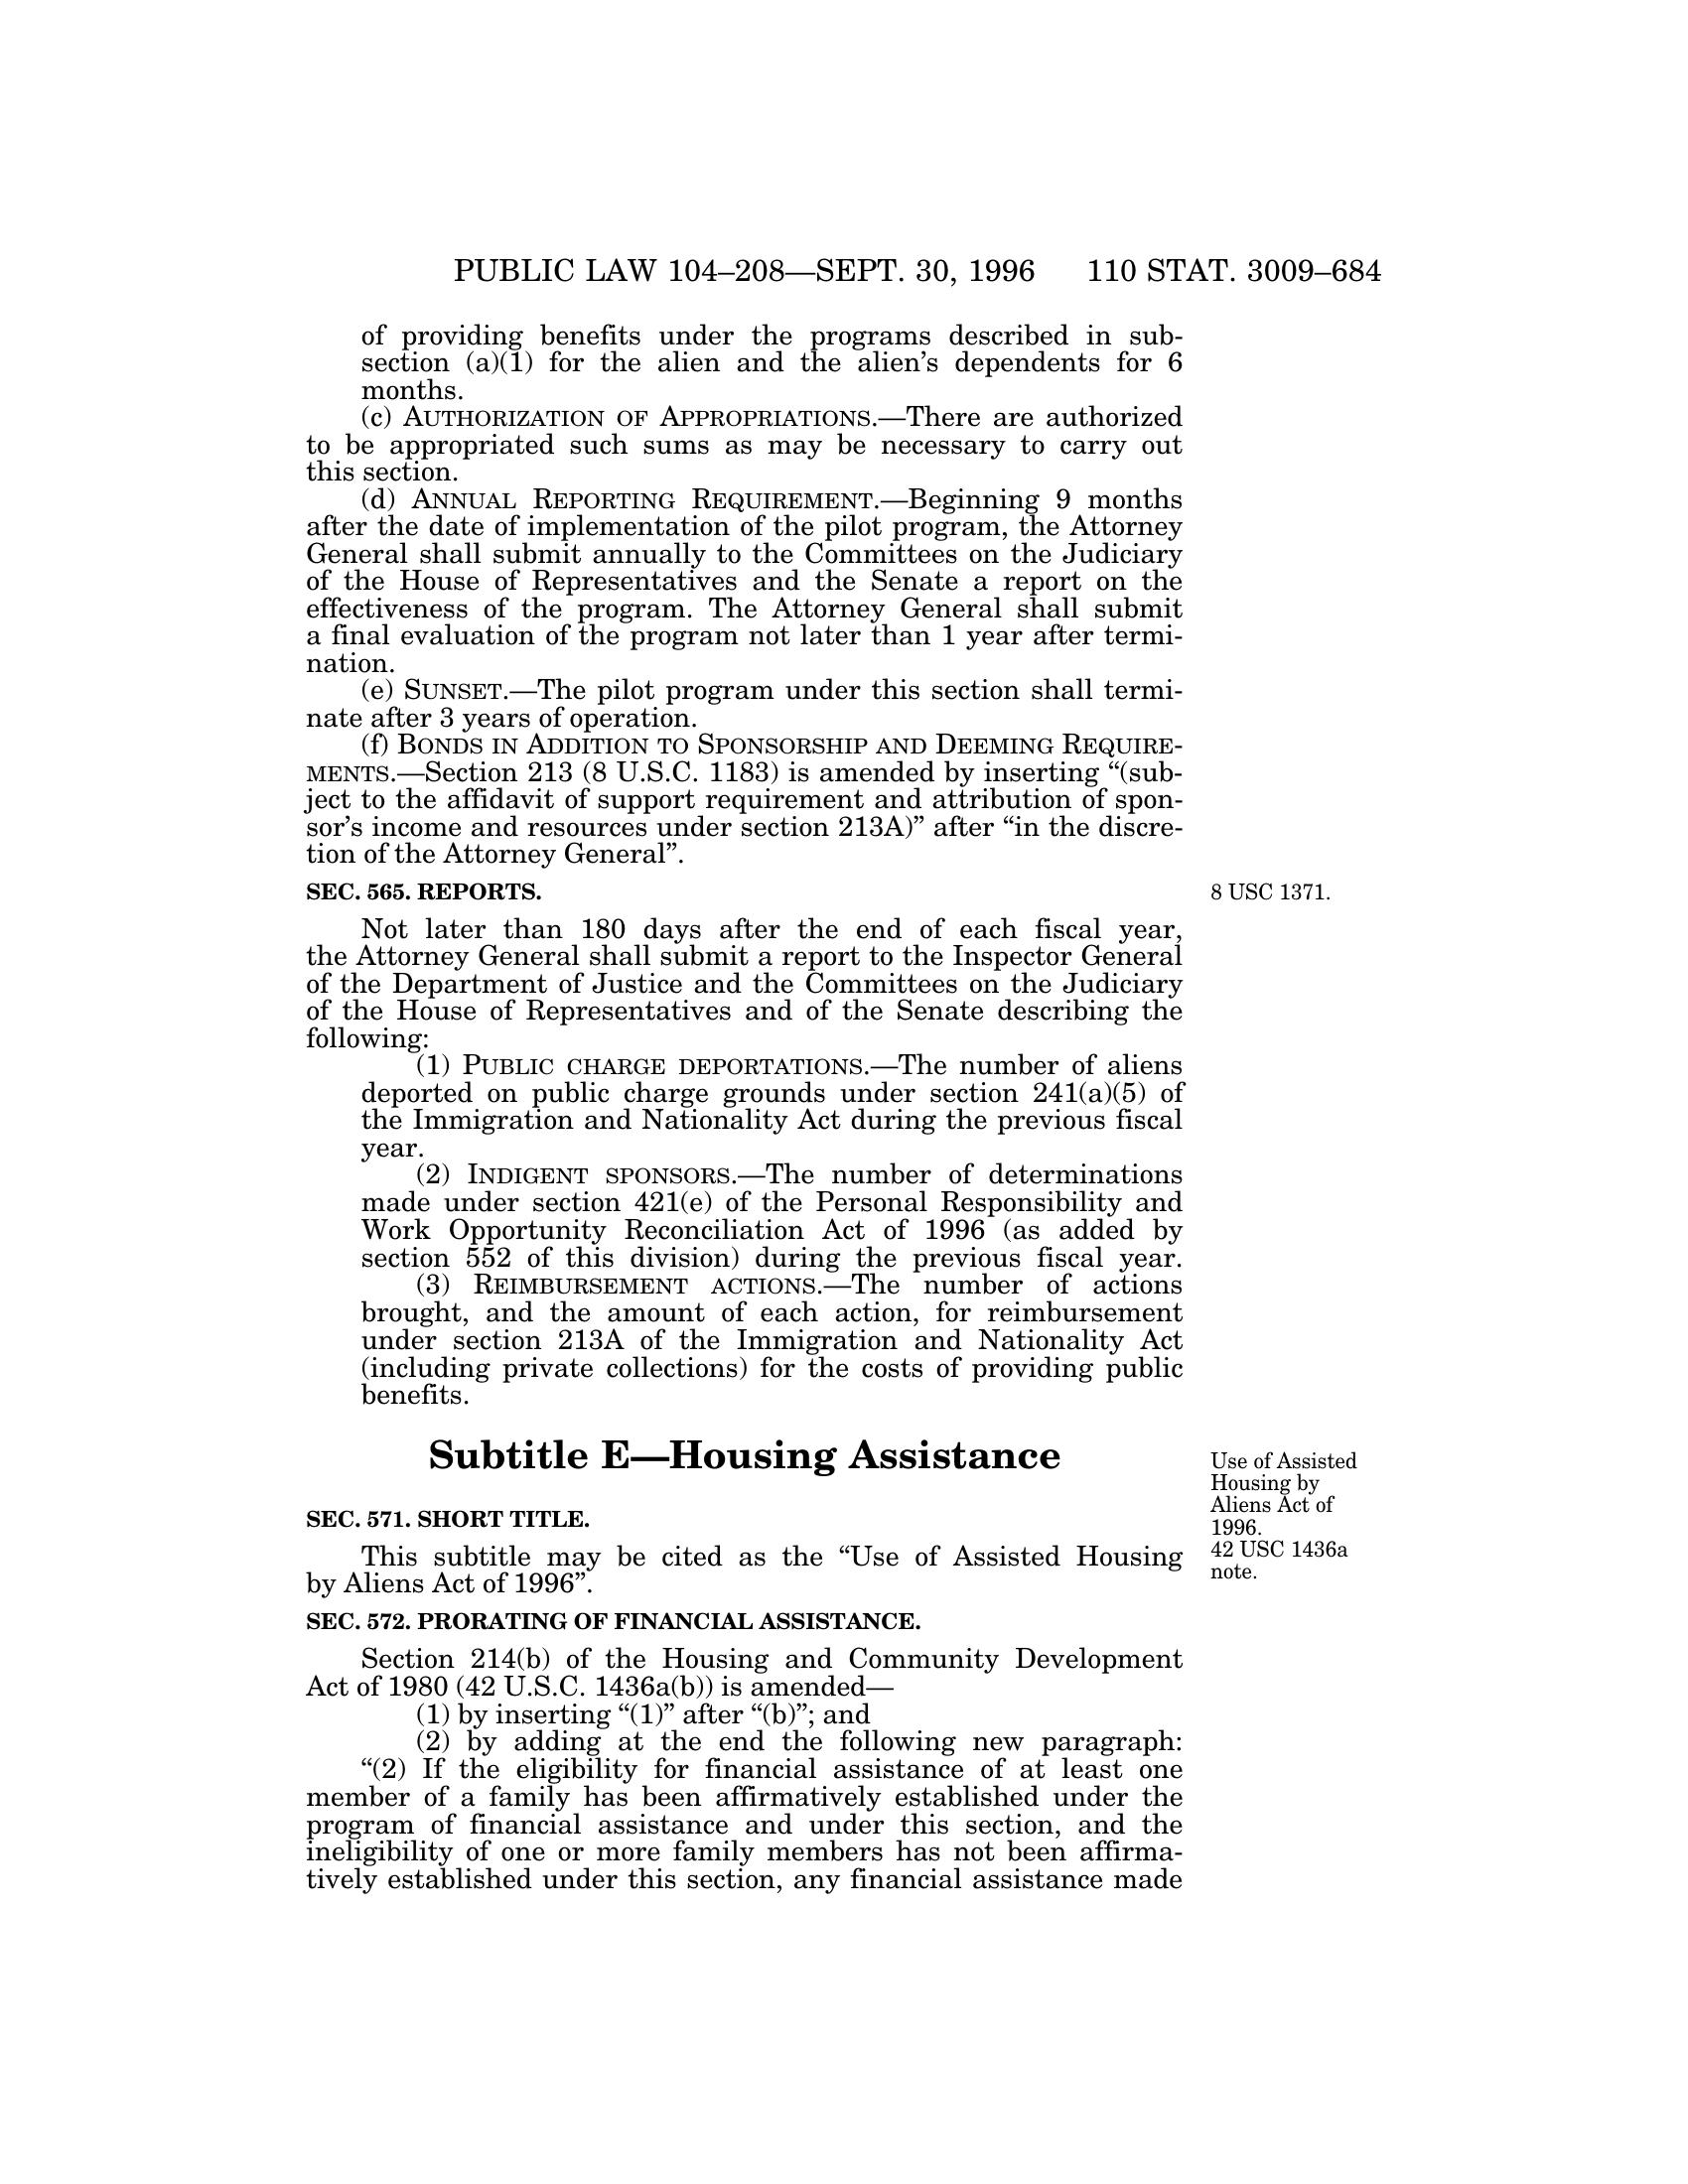 PUBLIC LAW 104–208—SEPT. 30, 1996 110 STAT. 3009–684
of providing benefits under the programs described in sub-
section (a)(1) for the alien and the alien's dependents for 6
months.
(c) AUTHORIZATION OF APPROPRIATIONS.—There are authorized
to be appropriated such sums as may be necessary to carry out
this section.
(d) ANNUAL REPORTING REQUIREMENT.—Beginning 9 months
after the date of implementation of the pilot program, the Attorney
General shall submit annually to the Committees on the Judiciary
of the House of Representatives and the Senate a report on the
effectiveness of the program. The Attorney General shall submit
a final evaluation of the program not later than 1 year after termi-
nation.
(e) SUNSET.—The pilot program under this section shall termi-
nate after 3 years of operation.
(f) BONDS IN ADDITION TO SPONSORSHIP AND DEEMING REQUIRE-
MENTS.—Section 213 (8 U.S.C. 1183) is amended by inserting “(sub-
ject to the affidavit of support requirement and attribution of spon-
sor's income and resources under section 213A)” after “in the discre-
tion of the Attorney General”.
SEC. 565. REPORTS.
8 USC 1371.
Not later than 180 days after the end of each fiscal year,
the Attorney General shall submit a report to the Inspector General
of the Department of Justice and the Committees on the Judiciary
of the House of Representatives and of the Senate describing the
following:
(1) PUBLIC CHARGE DEPORTATIONS.—The number of aliens
deported on public charge grounds under section 241(a)(5) of
the Immigration and Nationality Act during the previous fiscal
year.
(2) INDIGENT SPONSORS.—The number of determinations
made under section 421(e) of the Personal Responsibility and
Work Opportunity Reconciliation Act of 1996 (as added by
section 552 of this division) during the previous fiscal year.
(3) REIMBURSEMENT ACTIONS.—The number of actions
brought, and the amount of each action, for reimbursement
under section 213A of the Immigration and Nationality Act
(including private collections) for the costs of providing public
benefits.
Subtitle E—Housing Assistance
Use of Assisted
Housing by
Aliens Act of
1996.
42 USC 1436a
note.
SEC. 571. SHORT TITLE.
This subtitle may be cited as the “Use of Assisted Housing
by Aliens Act of 1996”.
SEC. 572. PRORATING OF FINANCIAL ASSISTANCE.
Section 214(b) of the Housing and Community Development
Act of 1980 (42 U.S.C. 1436a(b)) is amended—
(1) by inserting “(1)” after “(b)”; and
(2) by adding at the end the following new paragraph:
“(2) If the eligibility for financial assistance of at least one
member of a family has been affirmatively established under the
program of financial assistance and under this section, and the
ineligibility of one or more family members has not been affirma-
tively established under this section, any financial assistance made